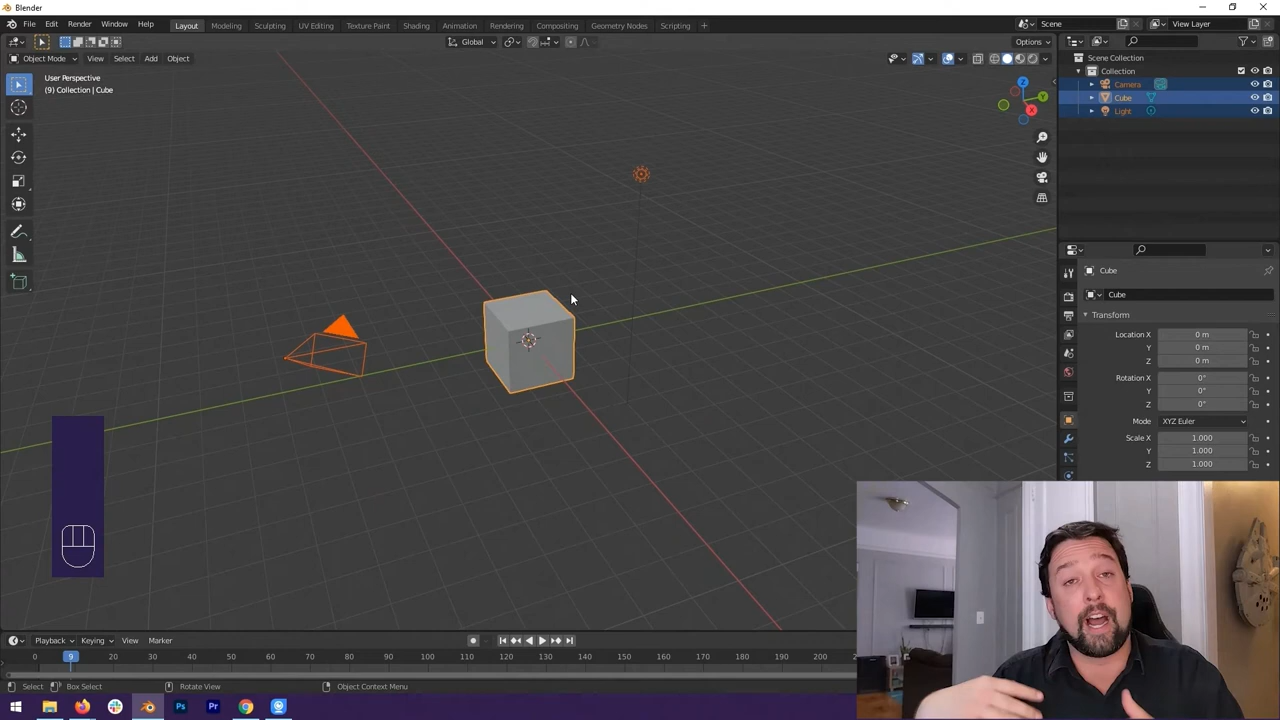 Blender
File Edit Render Window Help Layout Modeling Sculpting UV Editing Texture Paint Shading Animation Rendering Compositing Geometry Nodes Scripting + Scene View Layer
Global Options
Object Mode View Select Add Object
User Perspective
(9) Collection | Cube
Z
Y
X
Scene Collection
Collection
Camera
Cube
Light
Cube
Cube
Transform
Location X 0 m
Y 0 m
Z 0 m
Rotation X 0°
Y 0°
Z 0°
Mode XYZ Euler
Scale X 1.000
Y 1.000
Z 1.000
Playback Keying View Marker
0 9 20 30 40 50 60 70 80 90 100 110 120 130 140 150 160 170 180 190 200
Select Box Select Rotate View Object Context Menu
Ps Pr